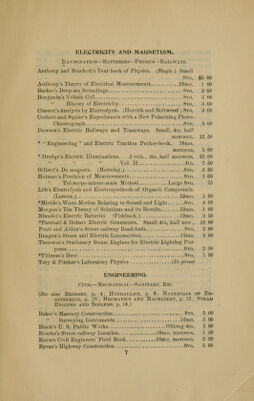 ELECTRICITY AND MAGNETISM.
Illumination—Batteries—Physics—Railways.
Anthony and Brackett's Text-book of Physics. (Magie.) Small
8vo, $3 00
Anthony's Theory of Electrical Measurements..........12mo, 1 00
Barker's Deep-sea Soundings..........8vo, 2 00
Benjamin's Voltaic Cell..........8vo, 3 00
" History of Electricity..........8vo, 3 00
Classen's Analysis by Electrolysis. (Herrick and Boltwood) 8vo, 3 00
Crehore and Squier's Experiments with a New Polarizing Photo-
Chronograph..........8vo, 3 00
Dawson's Electric Railways and Tramways. Small, 4to, half
morocco, 12 50
* "Engineering" and Electric Traction Pocket-book. 16mo,
morocco, 5 00
* Dredge's Electric Illuminations.....2 vols., 4to, half morocco, 25 00
" " " Vol. II..........4to, 7 50
Gilbert's De magnete. (Mottelay.)..........8vo, 2 50
Holman's Precision of Measurements..........8vo, 2 00
" Telescope-mirror-scale Method..........Large 8vo, 75
Löb's Electrolysis and Electrosynthesis of Organic Compounds.
(Lorenz.)..........12mo, 1 00
*Michie's Wave Motion Relating to Sound and Light..........8vo, 4 00
Morgan's The Theory of Solutions and its Results..........12mo, 1 00
Niaudet's Electric Batteries (Fishback.)..........12mo, 2 50
*Parshall & Hobart Electric Generators. Small 4to, half mor., 10 00
Pratt and Alden's Street-railway Road-beds..........8vo, 2 00
Reagan's Steam and Electric Locomotives..........12mo, 2 00
Thurston's Stationary Steam Engines for Electric Lighting Pur-
poses..........8vo, 2 50
*Tillman's Heat..........8vo, 1 50
Tory & Pitcher's Laboratory Physics..........(In press)
ENGINEERING.
Civil—Mechanical—Sanitary, Etc.
(See also Bridges, p. 4; Hydraulics, p. 9; Materials of En-
gineering, p. 10; Mechanics and Machinery, p. 12; Steam
Engines and Boilers, p. 14.)
Baker's Masonry Construction..........8vo, 5 00
" Surveying Instruments..........12mo, 3 00
Black's U. S. Public Works..........Oblong 4to, 5 00
Brooks's Street-railway Location..........16mo, morocco, 1 50
Butts's Civil Engineers' Field Book..........16mo, morocco, 2 50
Byrne's Highway Construction..........8vo, 5 00
7